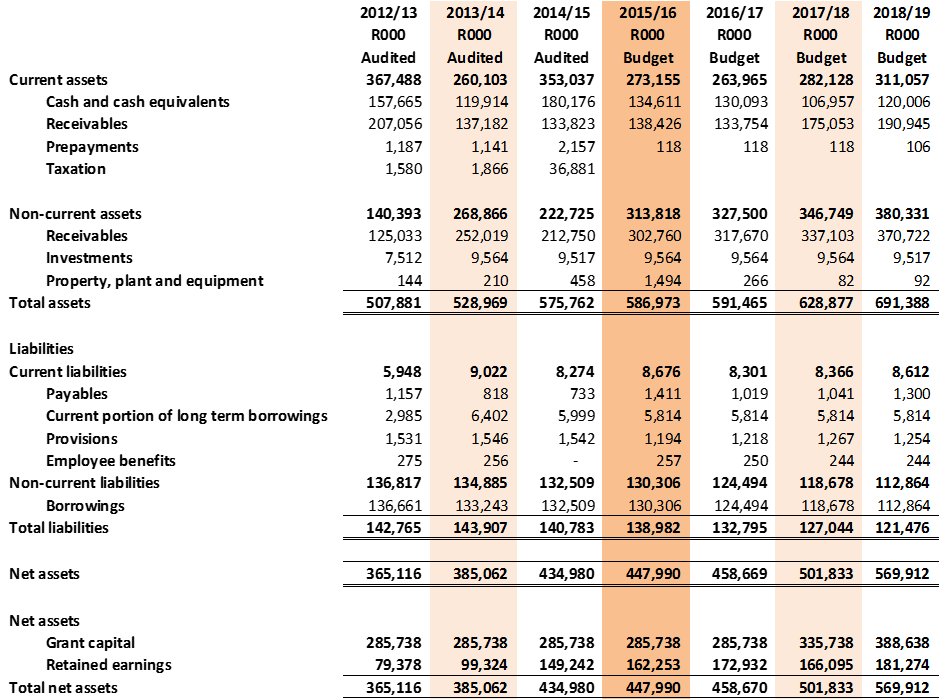 2012/13 2013/14 2014/15 2015/16 2016/17 2017/18 2018/19
R000 R000 R000 R000 R000 R000 R000
Audited Audited Audited Budget Budget Budget Budget
Current assets 367,488 260,103 353,037 273,155 263,965 282,128 311,057
Cash and cash equivalents 157,665 119,914 180,176 134,611 130,093 106,957 120,006
Receivables 207,056 137,182 133,823 138,426 133,754 175,053 190,945
Prepayments 1,187 1,141 2,157 118 118 118 106
Taxation 1,580 1,866 36,881
Non-current assets 140,393 268,866 222,725 313,818 327,500 346,749 380,331
Receivables 125,033 252,019 212,750 302,760 317,670 337,103 370,722
Investments 7,512 9,564 9,517 9,564 9,564 9,564 9,517
Property, plant and equipment 144 210 458 1,494 266 82 92
Total assets 507,881 528,969 575,762 586,973 591,465 628,877 691,388
Liabilities
Current liabilities 5,948 9,022 8,274 8,676 8,301 8,366 8,612
Payables 1,157 818 733 1,411 1,019 1,041 1,300
Current portion of long term borrowings 2,985 6,402 5,999 5,814 5,814 5,814 5,814
Provisions 1,531 1,546 1,542 1,194 1,218 1,267 1,254
Employee benefits 275 256 - 257 250 244 244
Non-current liabilities 136,817 134,885 132,509 130,306 124,494 118,678 112,864
Borrowings 136,661 133,243 132,509 130,306 124,494 118,678 112,864
Total liabilities 142,765 143,907 140,783 138,982 132,795 127,044 121,476
Net assets 365,116 385,062 434,980 447,990 458,669 501,833 569,912
Net assets
Grant capital 285,738 285,738 285,738 285,738 285,738 335,738 388,638
Retained earnings 79,378 99,324 149,242 162,253 172,932 166,095 181,274
Total net assets 365,116 385,062 434,980 447,990 458,670 501,833 569,912